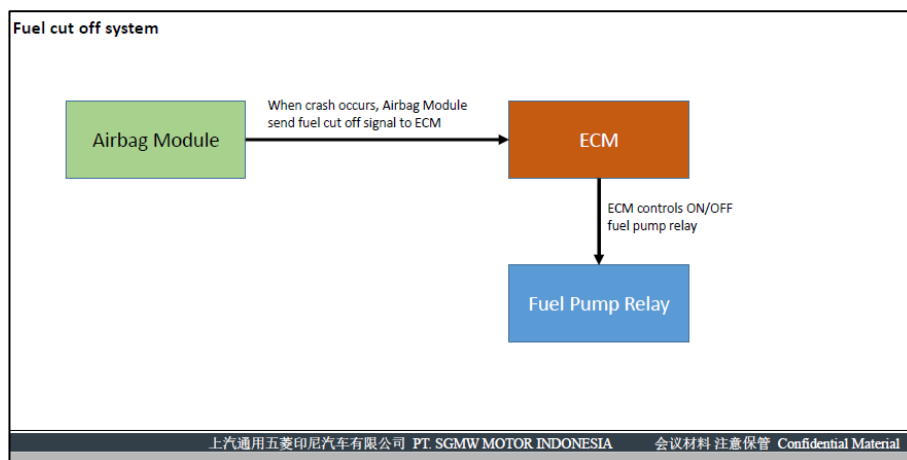 Fuel cut off system
When crash occurs, Airbag Module
send fuel cut off signal to ECM
Airbag Module
ECM
ECM controls ON/OFF
fuel pump relay
Fuel Pump Relay
上汽通用五菱印尼汽车有限公司 PT. SGMW MOTOR INDONESIA 会议材料 注意保管 Confidential Material